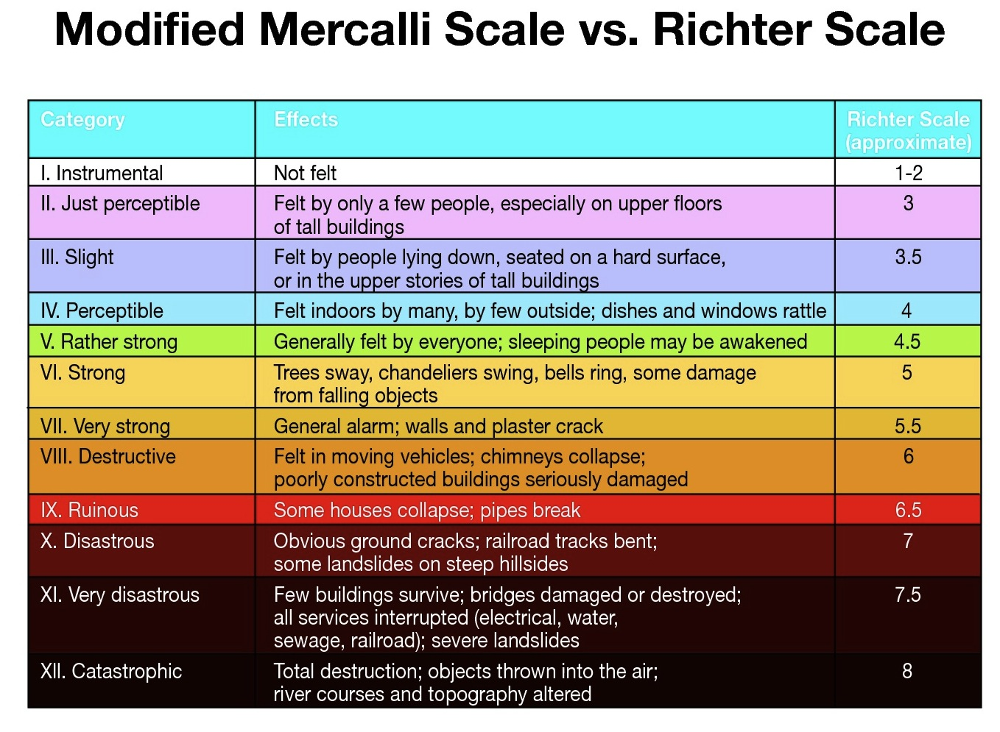 Modified Mercalli Scale vs. Richter Scale
Category Effects Richter Scale
(approximate)
I. Instrumental Not felt 1-2
II. Just perceptible Felt by only a few people, especially on upper floors 3
of tall buildings
III. Slight Felt by people lying down, seated on a hard surface, 3.5
or in the upper stories of tall buildings
IV. Perceptible Felt indoors by many, by few outside; dishes and windows rattle 4
V. Rather strong Generally felt by everyone; sleeping people may be awakened 4.5
VI. Strong Trees sway, chandeliers swing, bells ring, some damage 5
from falling objects
VII. Very strong General alarm; walls and plaster crack 5.5
VIII. Destructive Felt in moving vehicles; chimneys collapse; 6
poorly constructed buildings seriously damaged
IX. Ruinous Some houses collapse; pipes break 6.5
X. Disastrous Obvious ground cracks; railroad tracks bent; 7
some landslides on steep hillsides
XI. Very disastrous Few buildings survive; bridges damaged or destroyed; 7.5
all services interrupted (electrical, water,
sewage, railroad); severe landslides
XII. Catastrophic Total destruction; objects thrown into the air; 8
river courses and topography altered